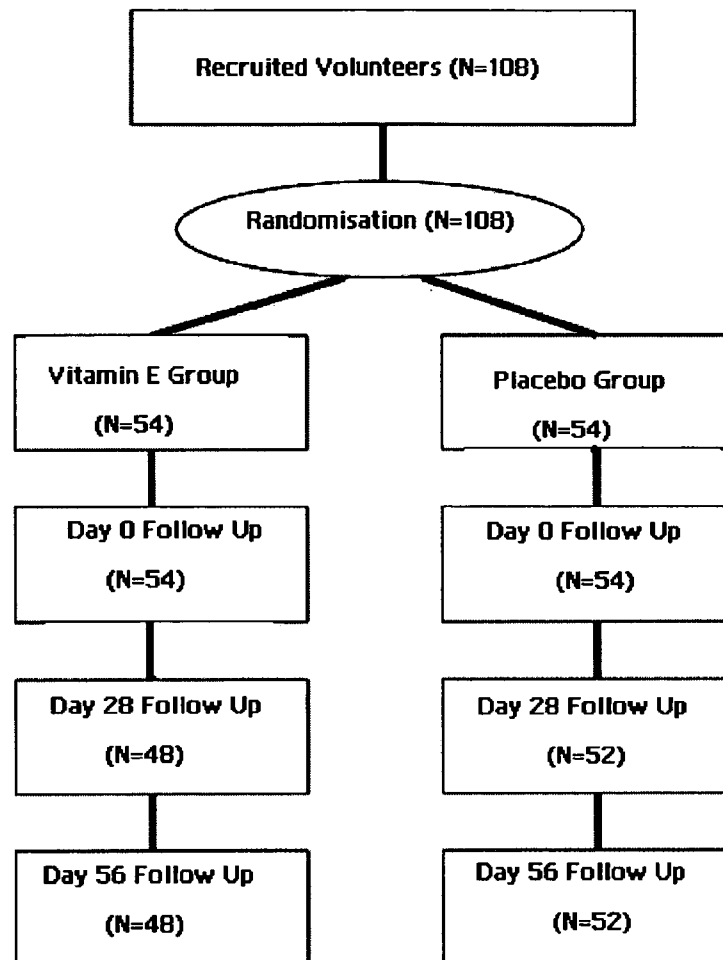 Recruited Volunteers (N=108)
Randomisation (N=108)
Vitamin E Group
(N=54)
Placebo Group
(N=54)
Day 0 Follow Up
(N=54)
Day 0 Follow Up
(N=54)
Day 28 Follow Up
(N=48)
Day 28 Follow Up
(N=52)
Day 56 Follow Up
(N=48)
Day 56 Follow Up
(N=52)